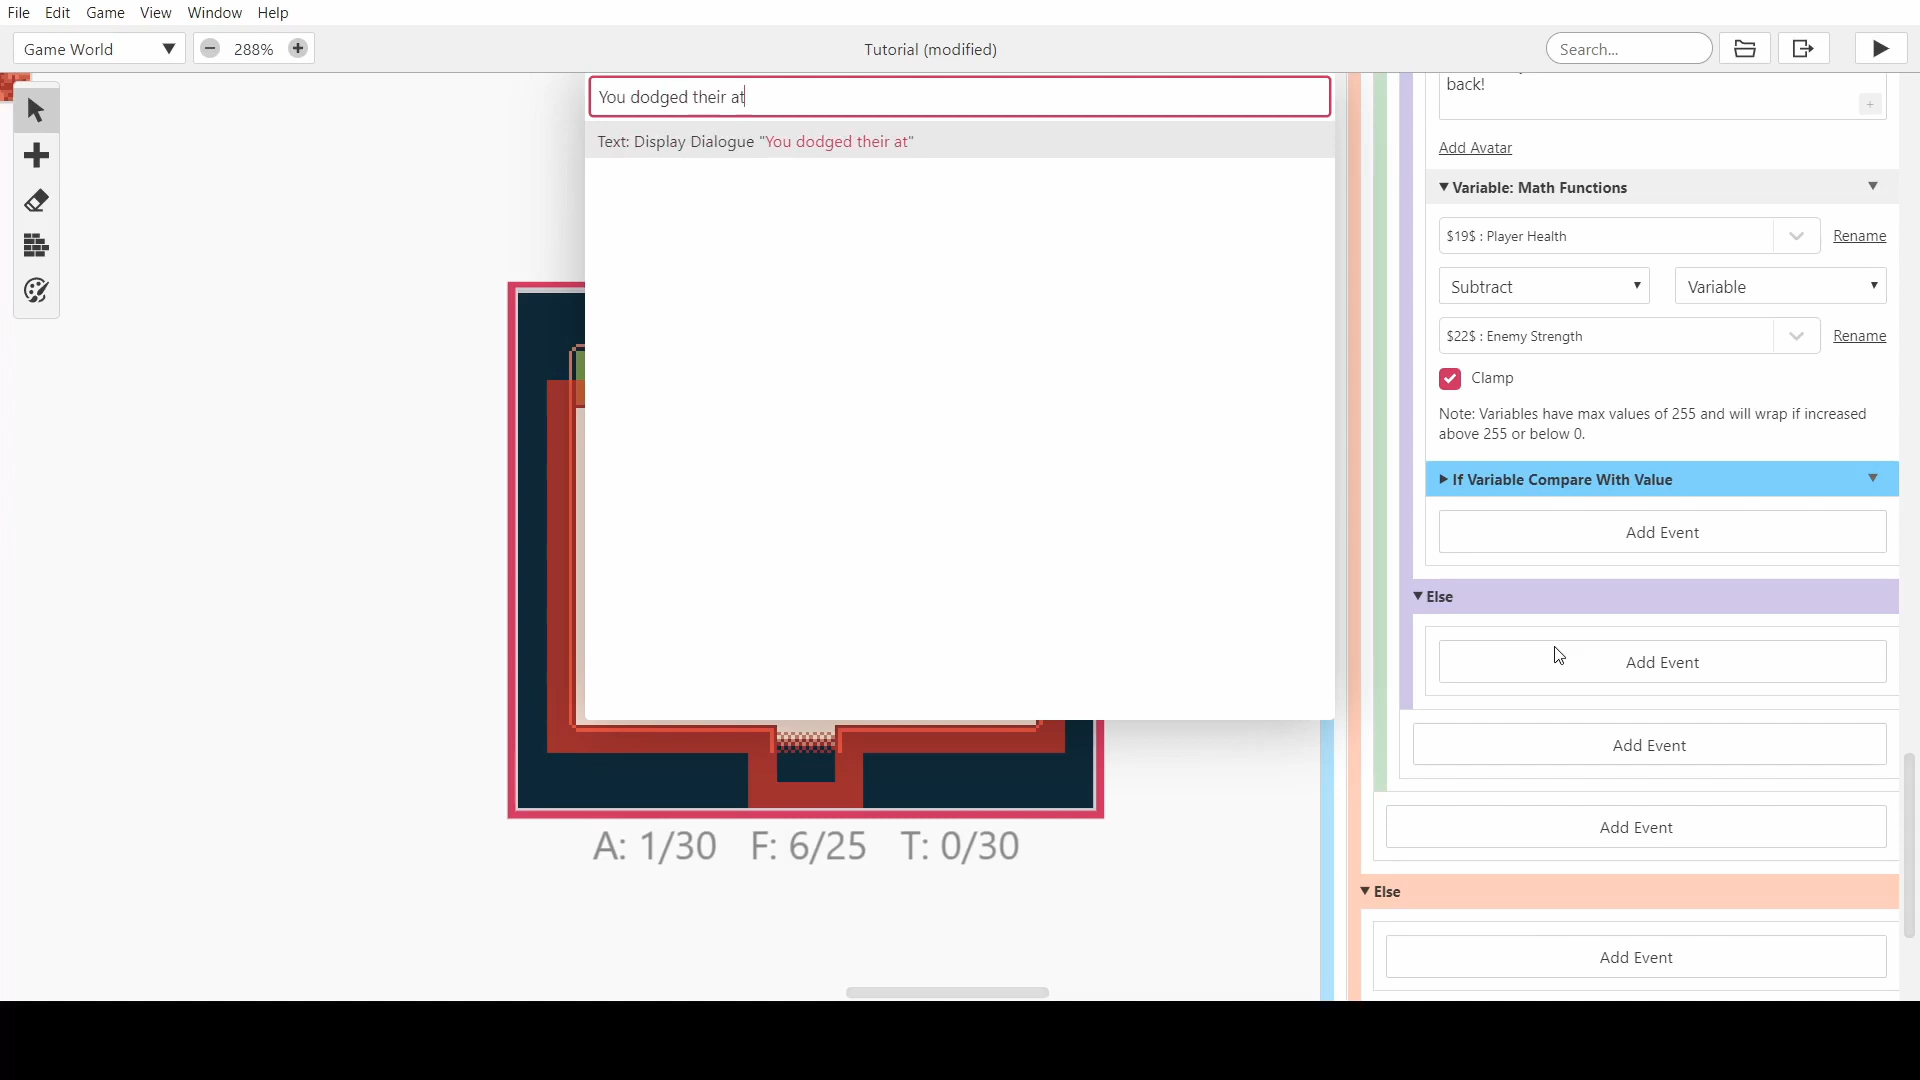 File Edit Game View Window Help
Game World
288%
Tutorial (modified)
Search...
You dodged their at
Text: Display Dialogue "You dodged their at"
back!
+
Add Avatar
Variable: Math Functions
$19$ : Player Health
Rename
Subtract
Variable
$22$ : Enemy Strength
Rename
Clamp
Note: Variables have max values of 255 and will wrap if increased
above 255 or below 0.
If Variable Compare With Value
Add Event
Else
Add Event
Add Event
Add Event
Else
Add Event
A: 1/30 F: 6/25 T: 0/30